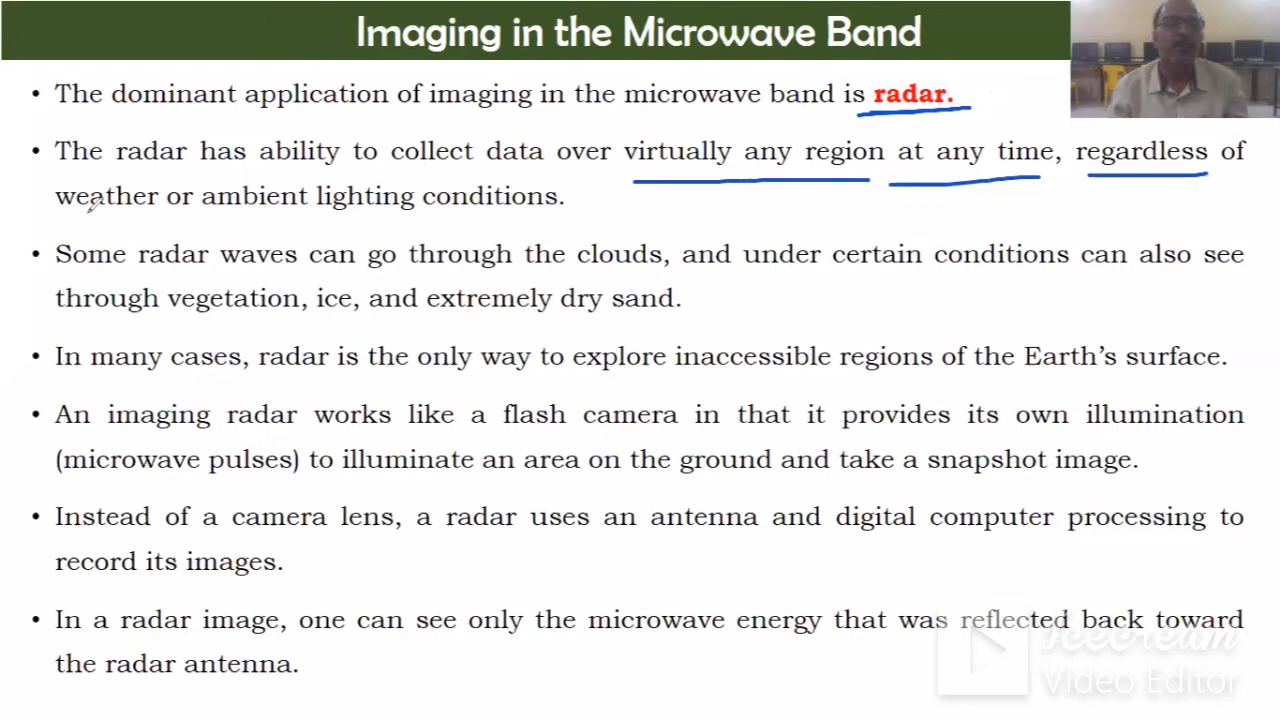 Imaging in the Microwave Band
• The dominant application of imaging in the microwave band is radar.
• The radar has ability to collect data over virtually any region at any time, regardless of
weather or ambient lighting conditions.
• Some radar waves can go through the clouds, and under certain conditions can also see
through vegetation, ice, and extremely dry sand.
• In many cases, radar is the only way to explore inaccessible regions of the Earth's surface.
• An imaging radar works like a flash camera in that it provides its own illumination
(microwave pulses) to illuminate an area on the ground and take a snapshot image.
• Instead of a camera lens, a radar uses an antenna and digital computer processing to
record its images.
• In a radar image, one can see only the microwave energy that was reflected back toward
the radar antenna.
Icecream
Video Editor